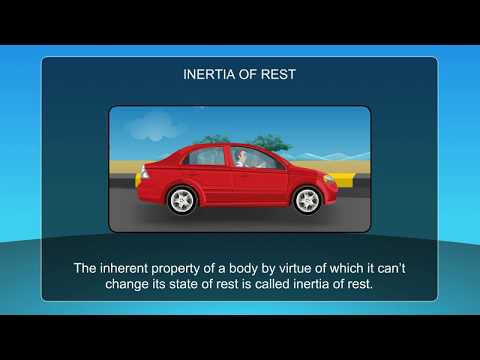 INERTIA OF REST
The inherent property of a body by virtue of which it can't
change its state of rest is called inertia of rest.